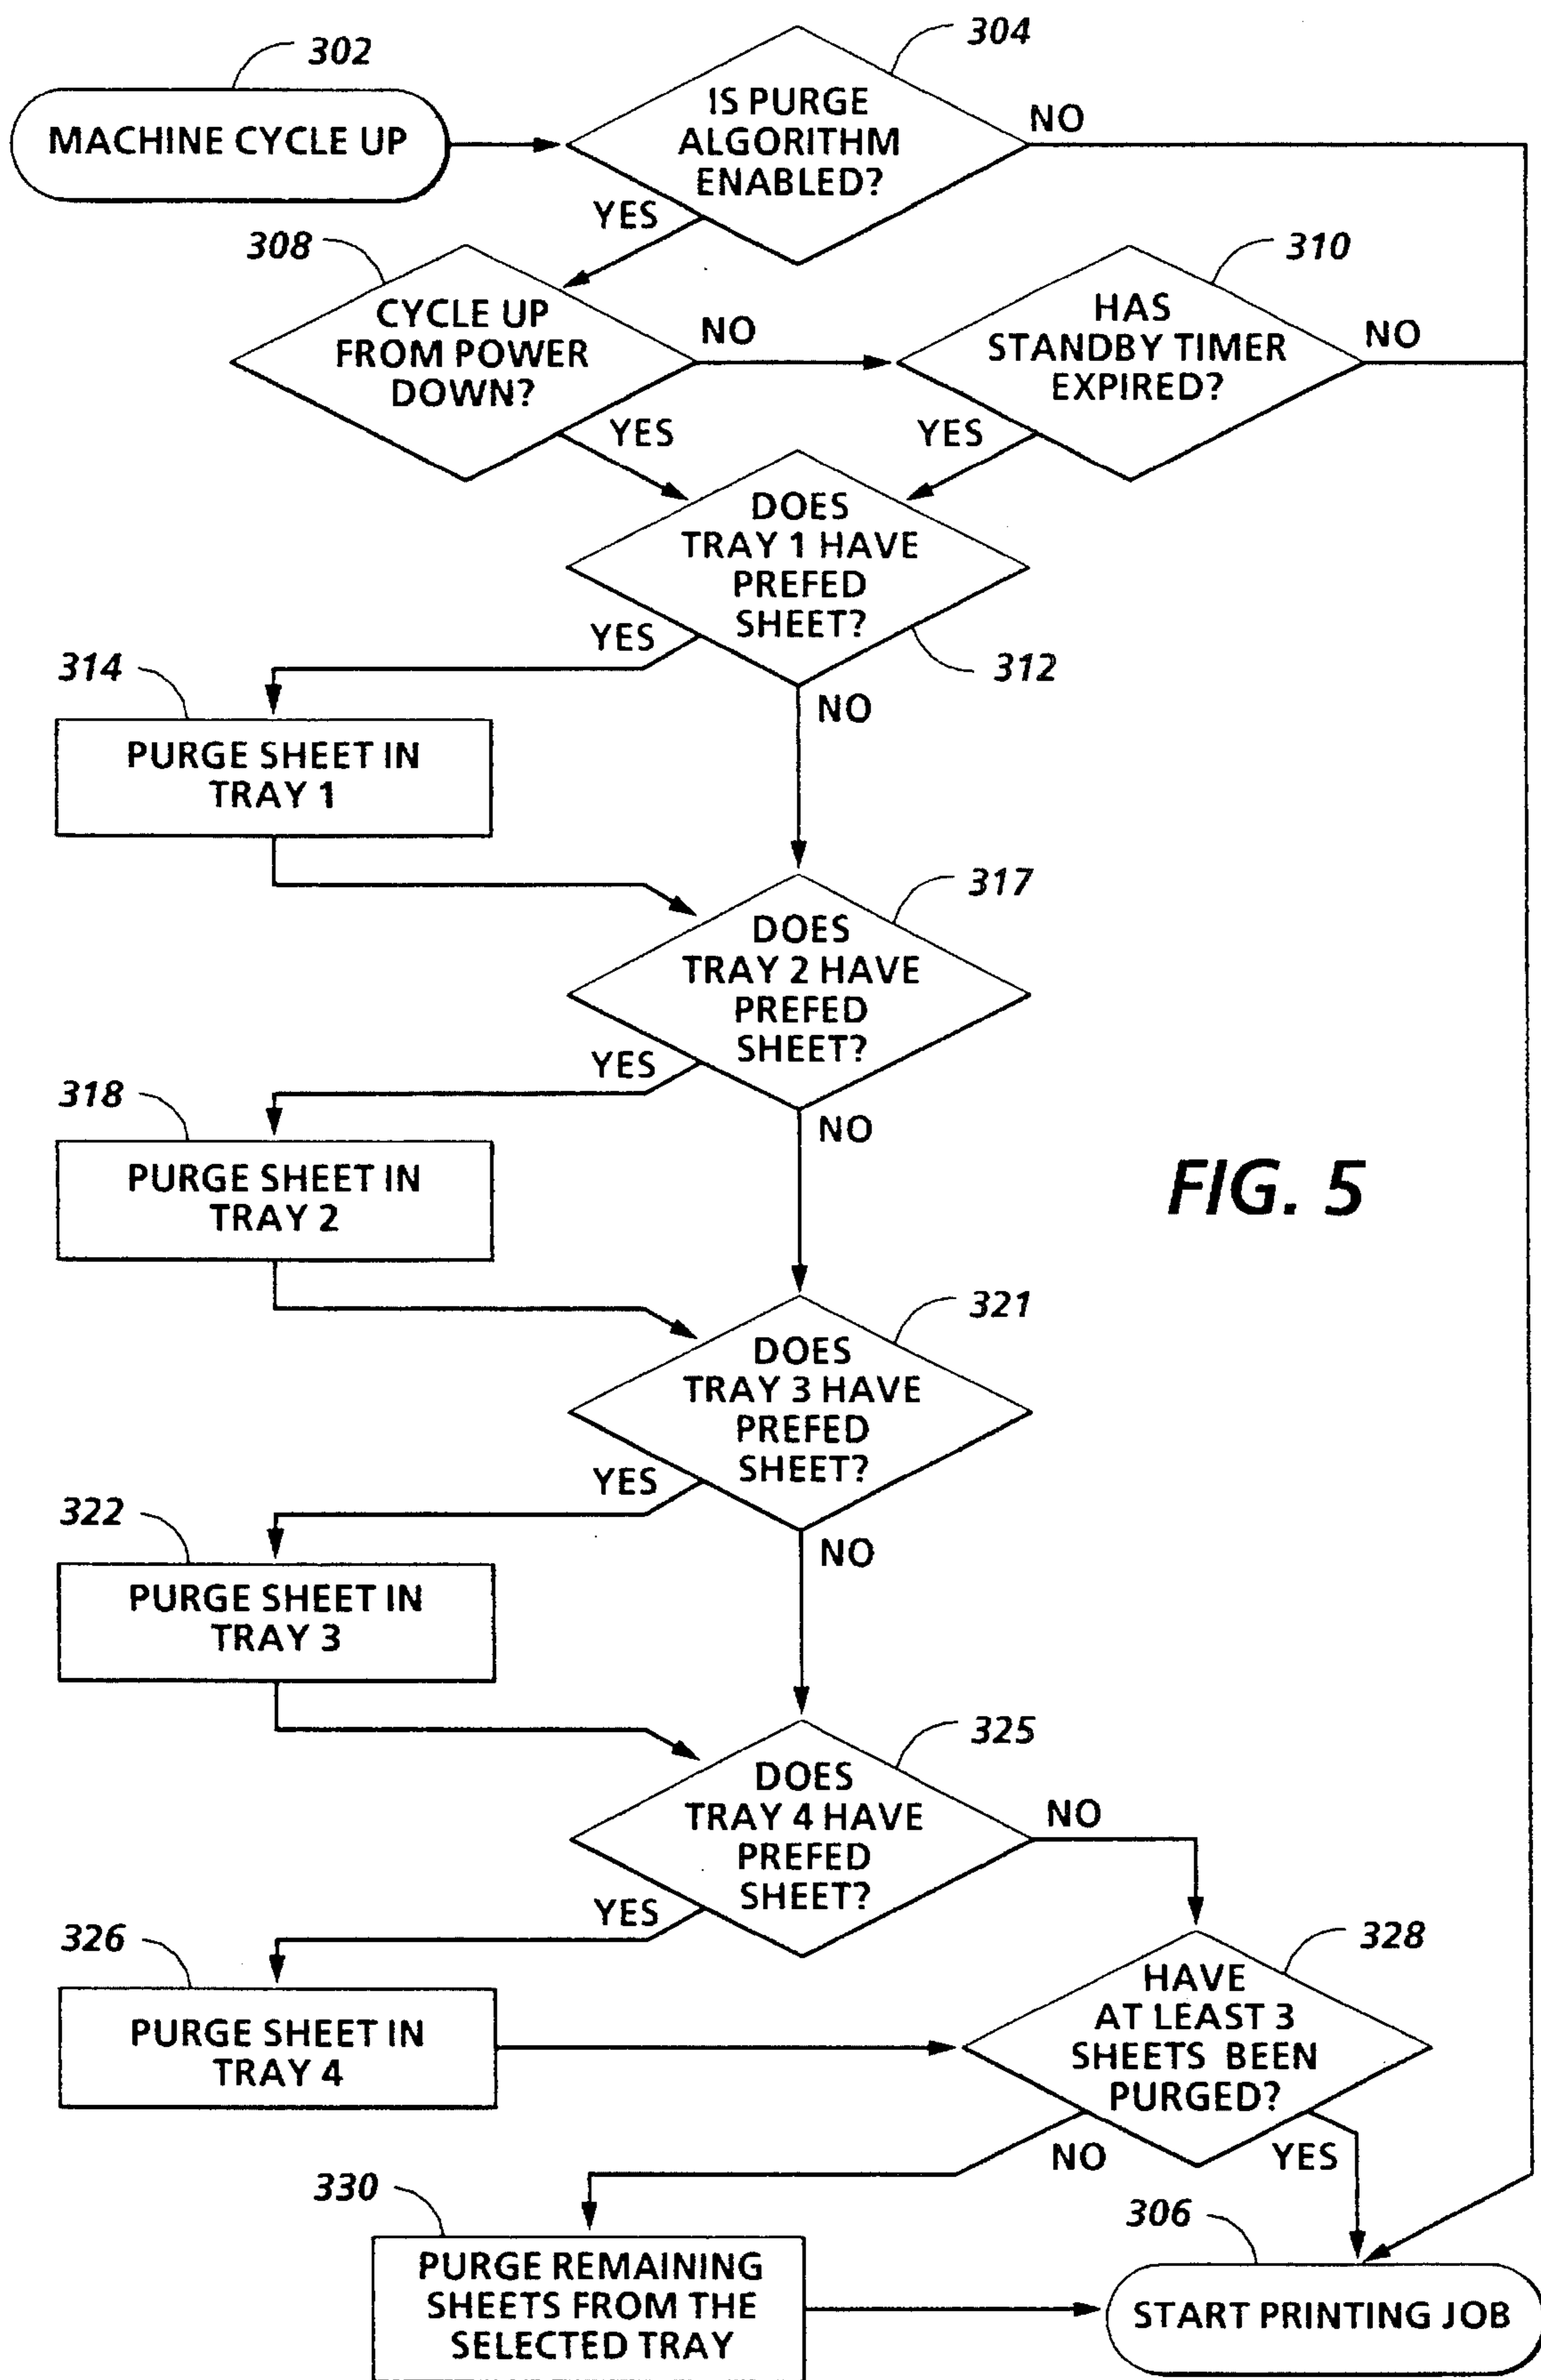 302
304
MACHINE CYCLE UP
IS PURGE
ALGORITHM
ENABLED?
NO
YES
308
310
CYCLE UP
FROM POWER
DOWN?
NO
HAS
STANDBY TIMER
EXPIRED?
NO
YES
YES
DOES
TRAY 1 HAVE
PREFED
SHEET?
YES
312
NO
314
PURGE SHEET IN
TRAY 1
317
DOES
TRAY 2 HAVE
PREFED
SHEET?
YES
NO
318
PURGE SHEET IN
TRAY 2
FIG. 5
321
DOES
TRAY 3 HAVE
PREFED
SHEET?
YES
NO
322
PURGE SHEET IN
TRAY 3
325
DOES
TRAY 4 HAVE
PREFED
SHEET?
NO
YES
326
PURGE SHEET IN
TRAY 4
328
HAVE
AT LEAST 3
SHEETS BEEN
PURGED?
NO
YES
330
PURGE REMAINING
SHEETS FROM THE
SELECTED TRAY
306
START PRINTING JOB